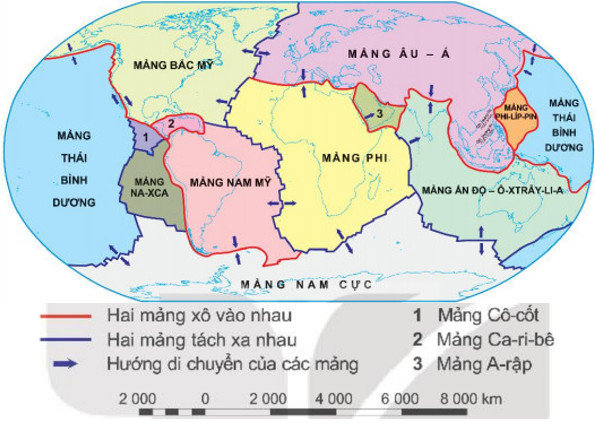 MẢNG ÂU – Á
MẢNG BẮC MỸ
MẢNG
THÁI
BÌNH
DƯƠNG
1
2
3
MẢNG
PHI-LÍP-PIN
MẢNG
THÁI
BÌNH
DƯƠNG
MẢNG
NA-XCA
MẢNG NAM MỸ
MẢNG PHI
MẢNG ẤN ĐỘ – Ô-XTRÂY-LI-A
MẢNG NAM CỰC
Hai mảng xô vào nhau
Hai mảng tách xa nhau
Hướng di chuyển của các mảng
1 Mảng Cô-cốt
2 Mảng Ca-ri-bê
3 Mảng A-rập
2 000 0 2 000 4 000 6 000 8 000 km